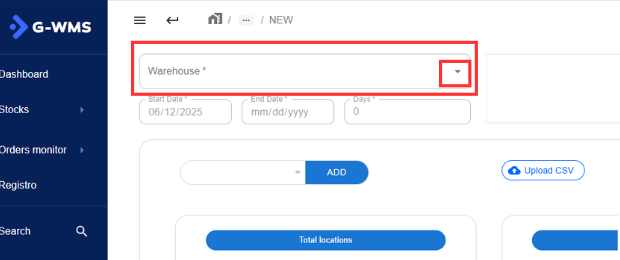 G-WMS
/ ... / NEW
Dashboard
Stocks
Orders monitor
Registro
Search
Warehouse *
Start Date *
06/12/2025
End Date *
mm/dd/yyyy
Days *
0
ADD
Upload CSV
Total locations